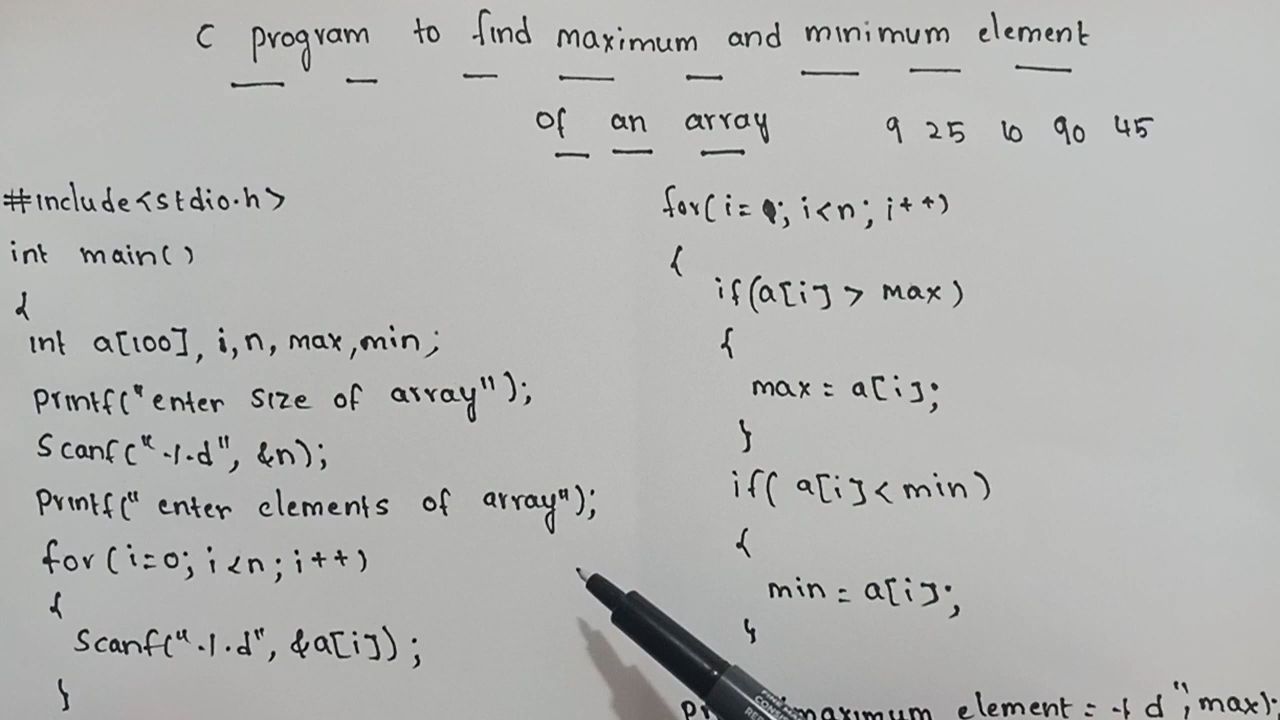 C program to find maximum and minimum element
of an array 9 25 10 90 45
#include<stdio.h>
int main()
{
int a[100], i,n, max,min;
printf("enter size of array");
Scanf("%d", &n);
printf(" enter elements of array");
for(i=0; i<n; i++)
{
Scanf("%d", &a[i]);
}
for(i= ; i<n; i++)
{
if(a[i] > max)
{
max = a[i];
}
if( a[i] < min)
{
min = a[i];
}
maximum element = %d", max);